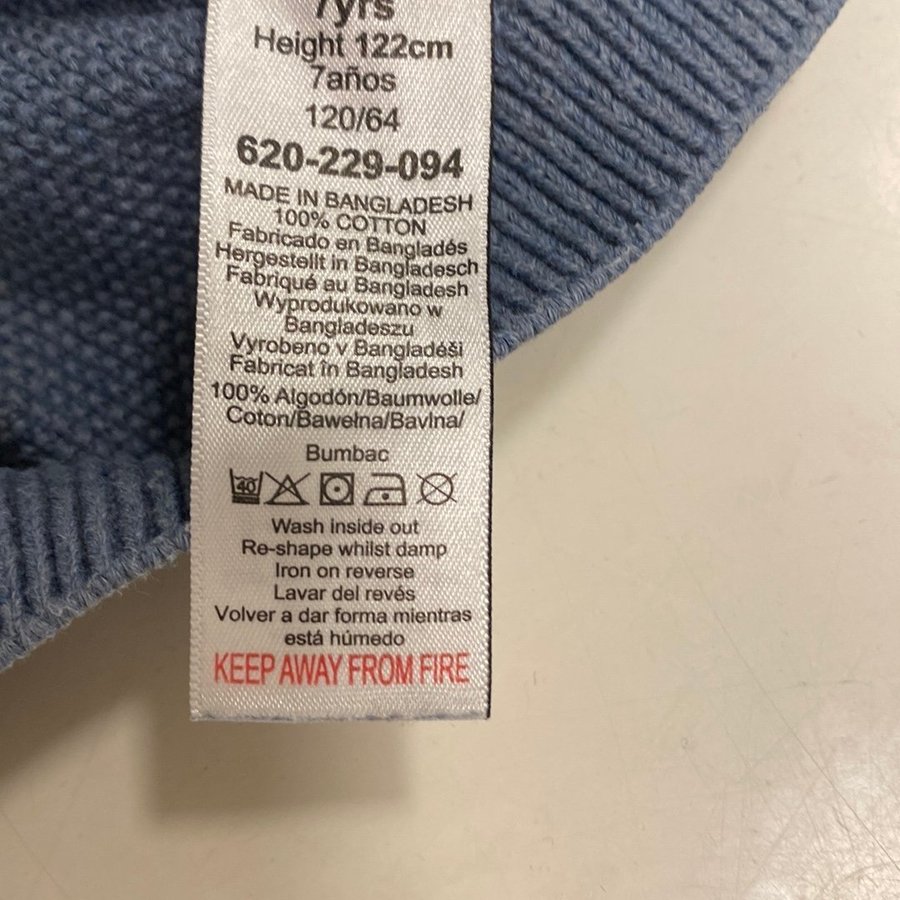 7yrs
Height 122cm
7años
120/64
620-229-094
MADE IN BANGLADESH
100% COTTON
Fabricado en Bangladés
Hergestellt in Bangladesch
Fabriqué au Bangladesh
Wyprodukowano w
Bangladeszu
Vyrobeno v Bangladéši
Fabricat în Bangladesh
100% Algodón/Baumwolle/
Coton/Bawełna/Bavlna/
Bumbac
40
Wash inside out
Re-shape whilst damp
Iron on reverse
Lavar del revés
Volver a dar forma mientras
está húmedo
KEEP AWAY FROM FIRE